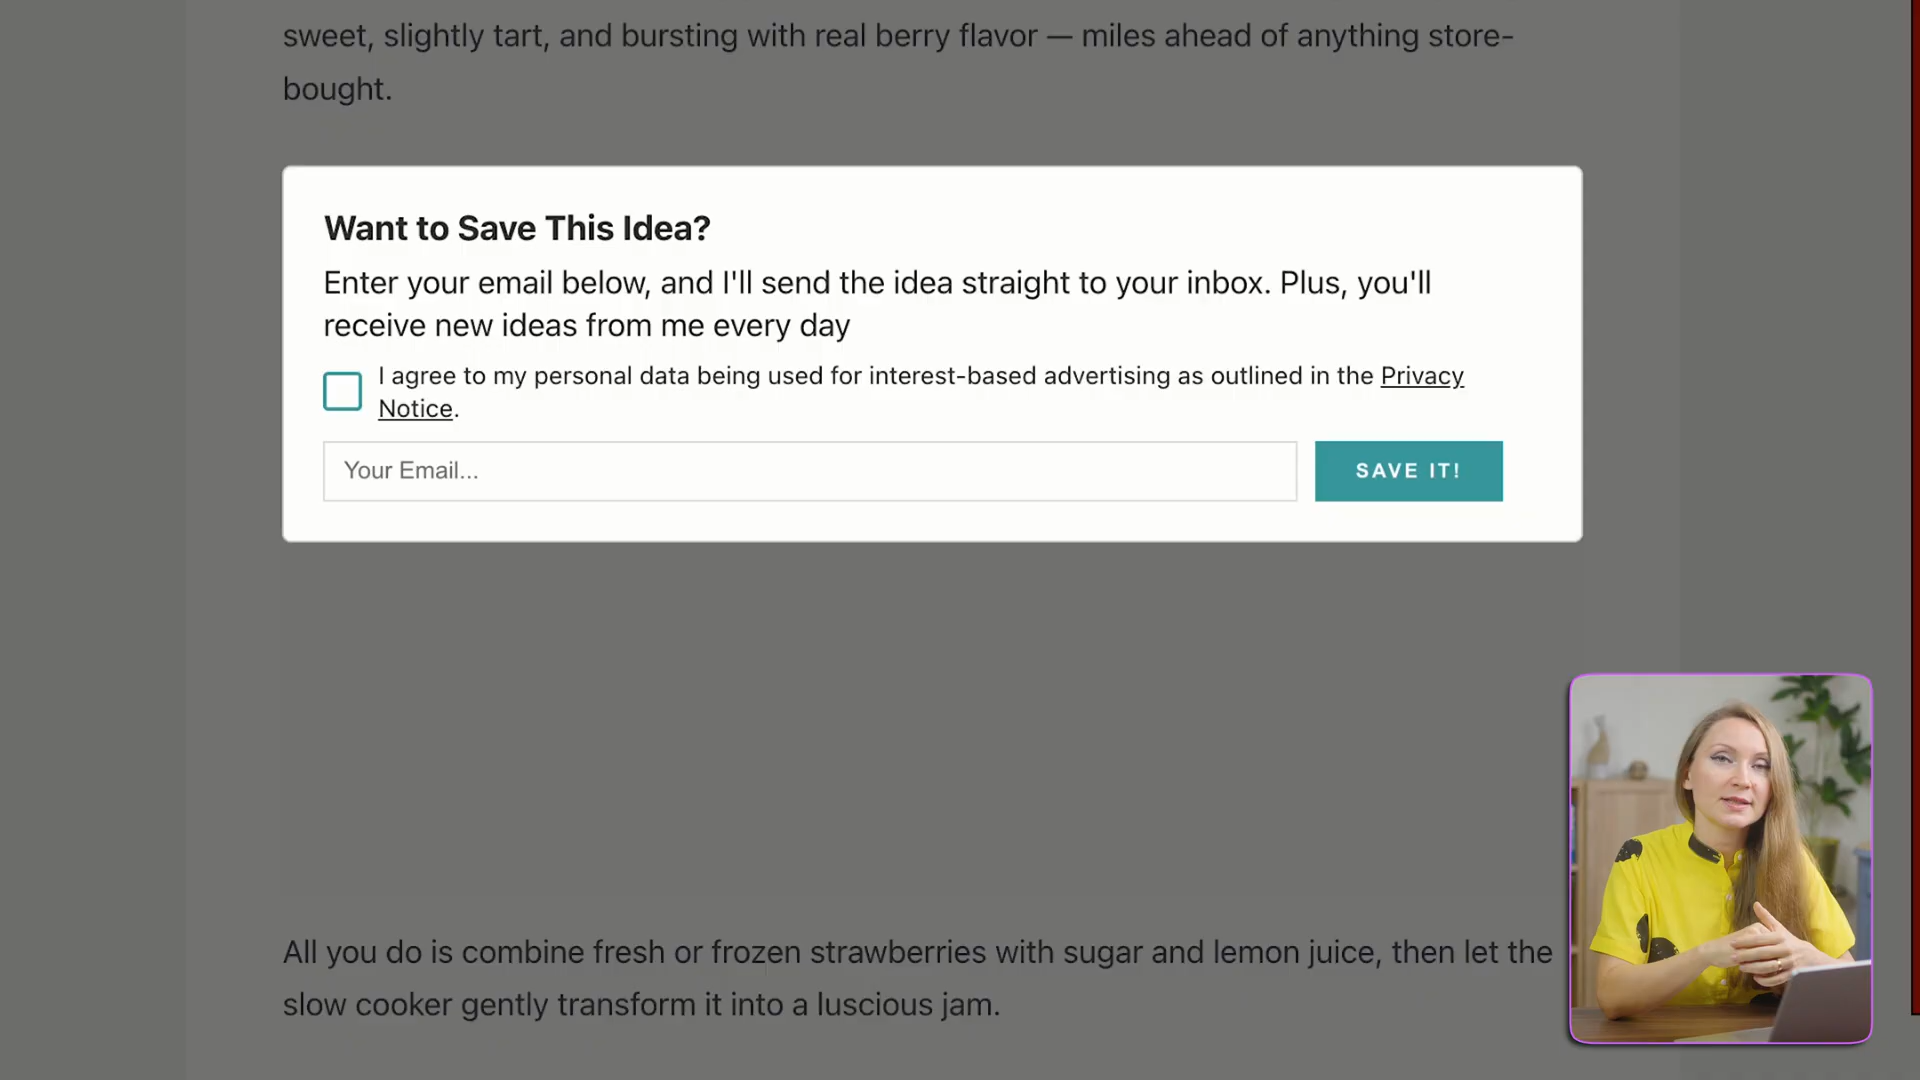 sweet, slightly tart, and bursting with real berry flavor — miles ahead of anything store-
bought.
Want to Save This Idea?
Enter your email below, and I'll send the idea straight to your inbox. Plus, you'll
receive new ideas from me every day
I agree to my personal data being used for interest-based advertising as outlined in the Privacy
Notice.
Your Email...
SAVE IT!
All you do is combine fresh or frozen strawberries with sugar and lemon juice, then let the
slow cooker gently transform it into a luscious jam.